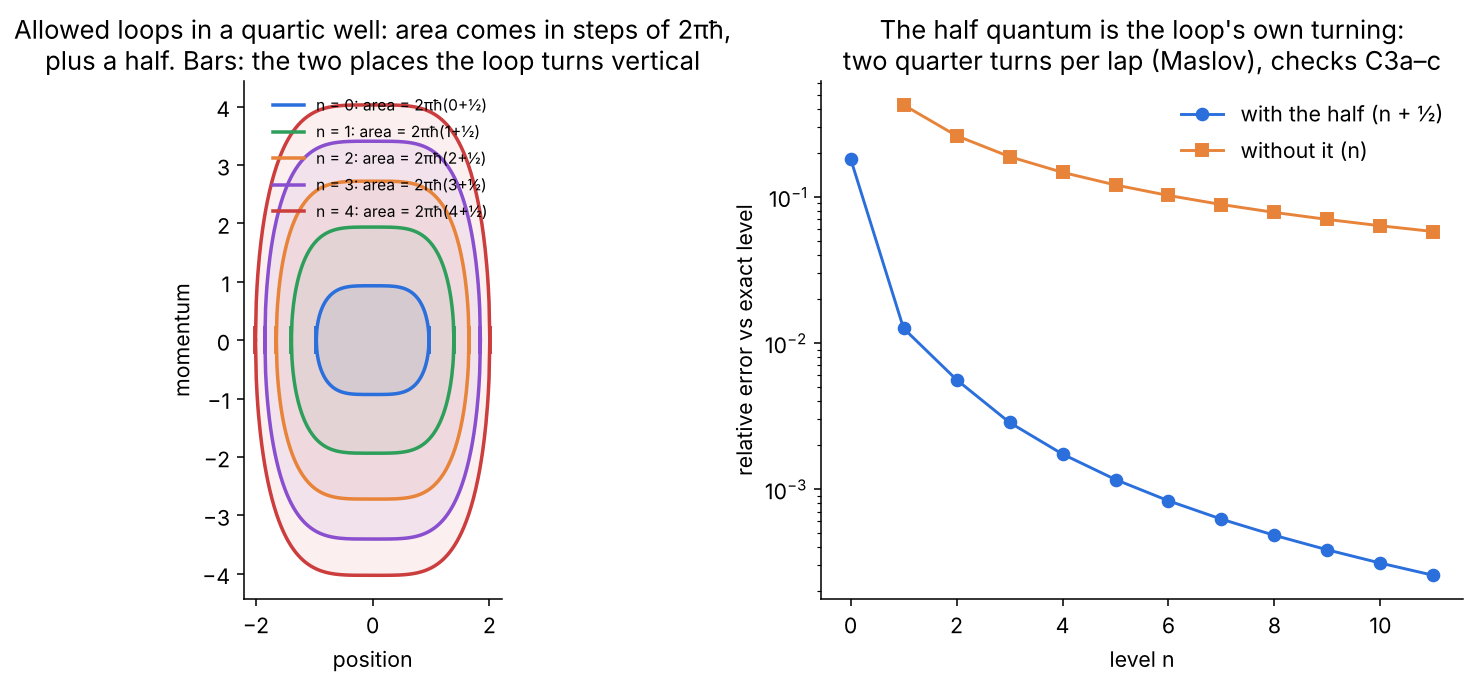 Allowed loops in a quartic well: area comes in steps of 2πħ,
plus a half. Bars: the two places the loop turns vertical
n = 0: area = 2πħ(0+½)
n = 1: area = 2πħ(1+½)
n = 2: area = 2πħ(2+½)
n = 3: area = 2πħ(3+½)
n = 4: area = 2πħ(4+½)
momentum
4
3
2
1
0
−1
−2
−3
−4
−2 0 2
position
The half quantum is the loop's own turning:
two quarter turns per lap (Maslov), checks C3a–c
with the half (n + ½)
without it (n)
relative error vs exact level
10⁻¹
10⁻²
10⁻³
0 2 4 6 8 10
level n